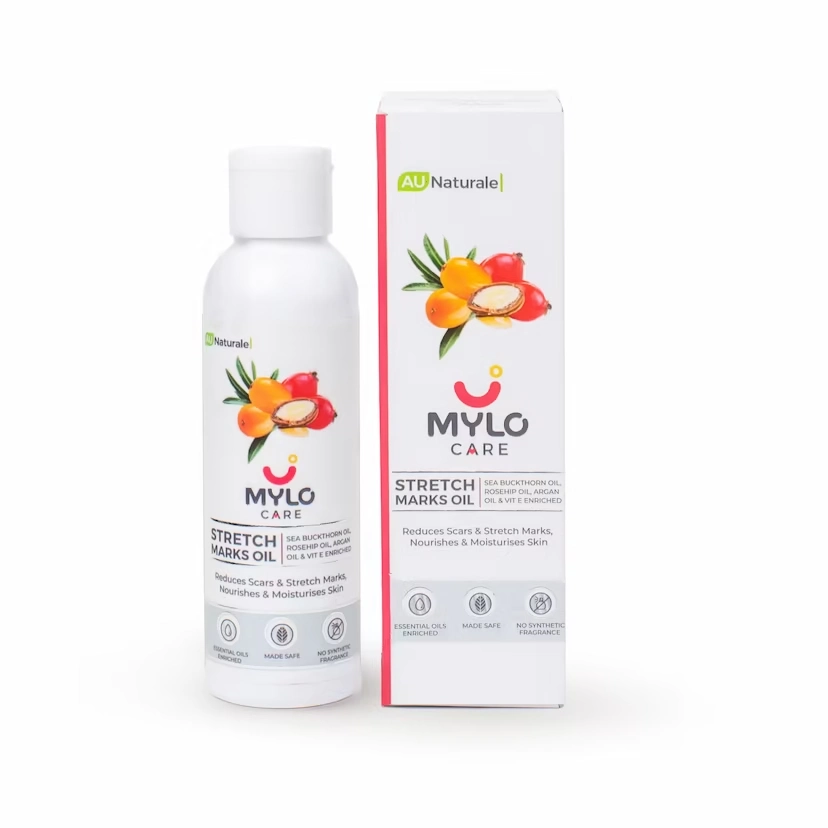 AU Naturale
MYLO
CARE
STRETCH
MARKS OIL
SEA BUCKTHORN OIL,
ROSEHIP OIL, ARGAN
OIL & VIT E ENRICHED
Reduces Scars & Stretch Marks,
Nourishes & Moisturises Skin
ESSENTIAL OILS
ENRICHED
MADE SAFE
NO SYNTHETIC
FRAGRANCE
AU Naturale
MYLO
CARE
STRETCH
MARKS OIL
SEA BUCKTHORN OIL,
ROSEHIP OIL, ARGAN
OIL & VIT E ENRICHED
Reduces Scars & Stretch Marks,
Nourishes & Moisturises Skin
ESSENTIAL OILS
ENRICHED
MADE SAFE
NO SYNTHETIC
FRAGRANCE